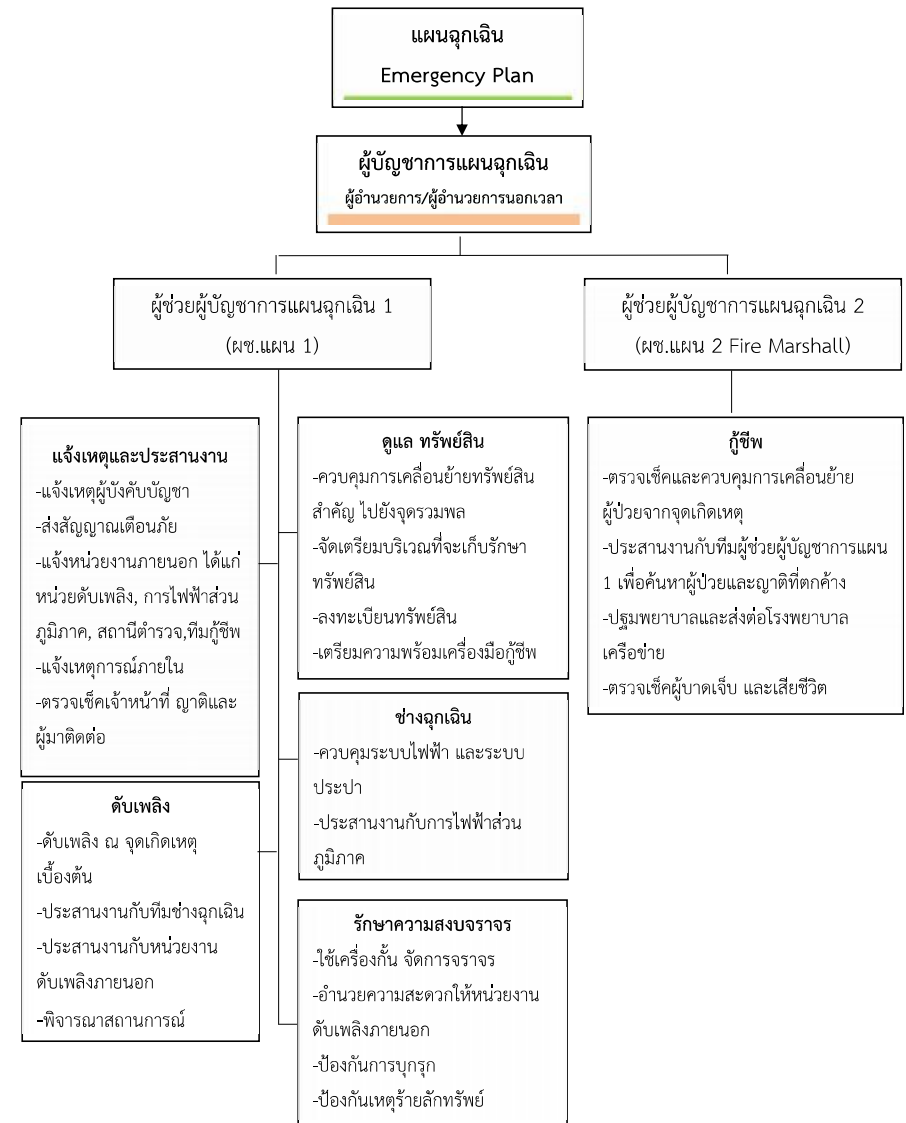 แผนฉุกเฉิน
Emergency Plan
ผู้บัญชาการแผนฉุกเฉิน
ผู้อำนวยการ/ผู้อำนวยการนอกเวลา
ผู้ช่วยผู้บัญชาการแผนฉุกเฉิน 1
(ผช.แผน 1)
ผู้ช่วยผู้บัญชาการแผนฉุกเฉิน 2
(ผช.แผน 2 Fire Marshall)
แจ้งเหตุและประสานงาน
-แจ้งเหตุผู้บังคับบัญชา
-ส่งสัญญาณเตือนภัย
-แจ้งหน่วยงานภายนอก ได้แก่
หน่วยดับเพลิง, การไฟฟ้าส่วน
ภูมิภาค, สถานีตำรวจ,ทีมกู้ชีพ
-แจ้งเหตุการณ์ภายใน
-ตรวจเช็คเจ้าหน้าที่ ญาติและ
ผู้มาติดต่อ
ดับเพลิง
-ดับเพลิง ณ จุดเกิดเหตุ
เบื้องต้น
-ประสานงานกับทีมช่างฉุกเฉิน
-ประสานงานกับหน่วยงาน
ดับเพลิงภายนอก
-พิจารณาสถานการณ์
ดูแล ทรัพย์สิน
-ควบคุมการเคลื่อนย้ายทรัพย์สิน
สำคัญ ไปยังจุดรวมพล
-จัดเตรียมบริเวณที่จะเก็บรักษา
ทรัพย์สิน
-ลงทะเบียนทรัพย์สิน
-เตรียมความพร้อมเครื่องมือกู้ชีพ
ช่างฉุกเฉิน
-ควบคุมระบบไฟฟ้า และระบบ
ประปา
-ประสานงานกับการไฟฟ้าส่วน
ภูมิภาค
รักษาความสงบจราจร
-ใช้เครื่องกั้น จัดการจราจร
-อำนวยความสะดวกให้หน่วยงาน
ดับเพลิงภายนอก
-ป้องกันการบุกรุก
-ป้องกันเหตุร้ายลักทรัพย์
กู้ชีพ
-ตรวจเช็คและควบคุมการเคลื่อนย้าย
ผู้ป่วยจากจุดเกิดเหตุ
-ประสานงานกับทีมผู้ช่วยผู้บัญชาการแผน
1 เพื่อค้นหาผู้ป่วยและญาติที่ตกค้าง
-ปฐมพยาบาลและส่งต่อโรงพยาบาล
เครือข่าย
-ตรวจเช็คผู้บาดเจ็บ และเสียชีวิต